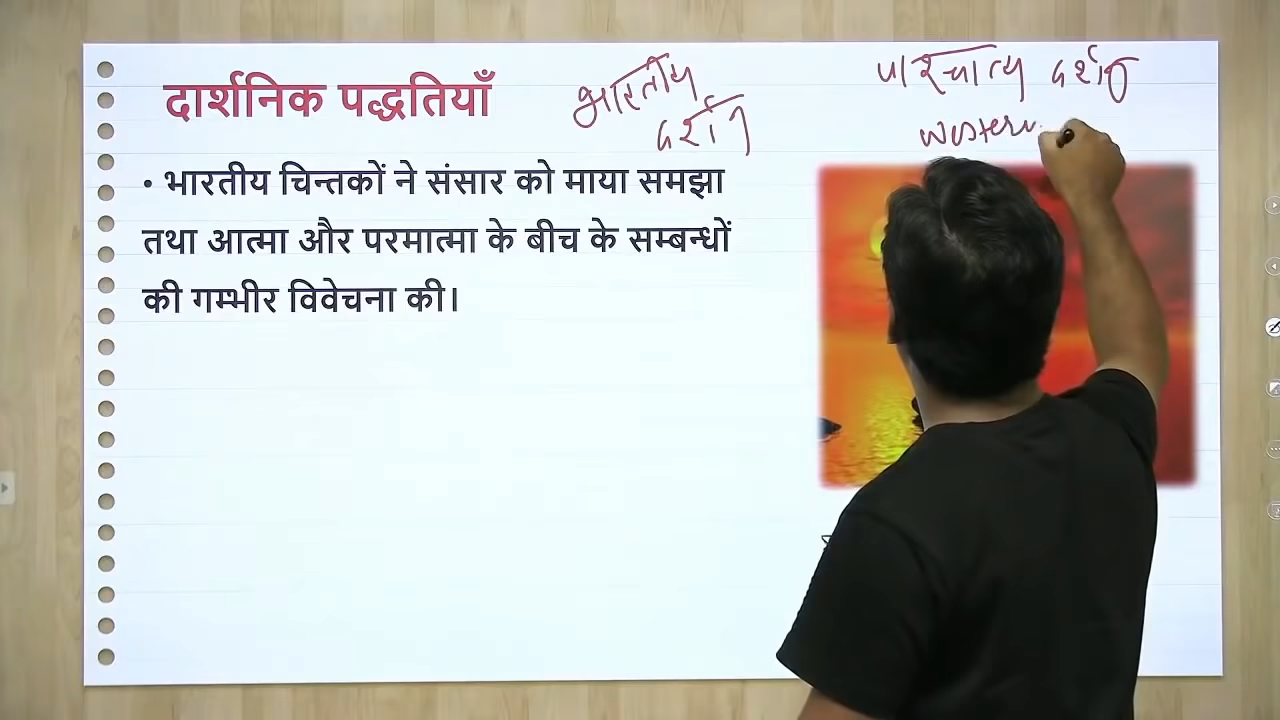 दार्शनिक पद्धतियाँ
भारतीय
दर्शन
पाश्चात्य दर्शन
Western
• भारतीय चिन्तकों ने संसार को माया समझा
तथा आत्मा और परमात्मा के बीच के सम्बन्धों
की गम्भीर विवेचना की।